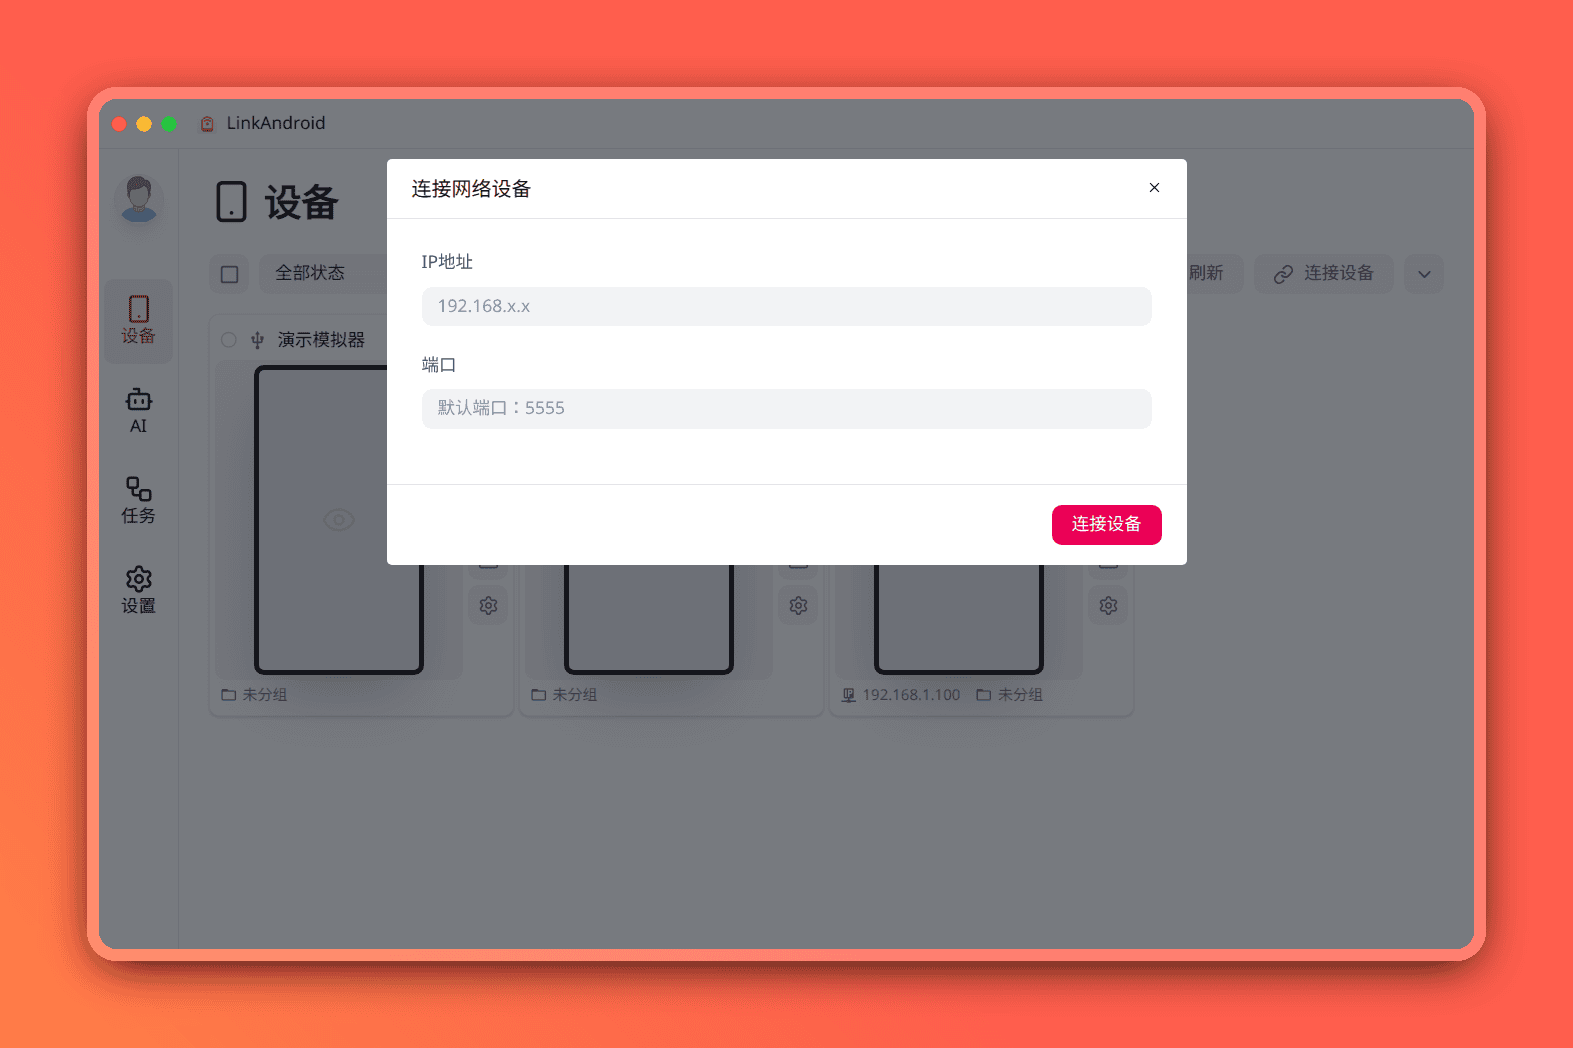 LinkAndroid
设备
AI
任务
设置
设备
全部状态
刷新
连接设备
演示模拟器
未分组
未分组
192.168.1.100
未分组
连接网络设备
IP地址
192.168.x.x
端口
默认端口：5555
连接设备